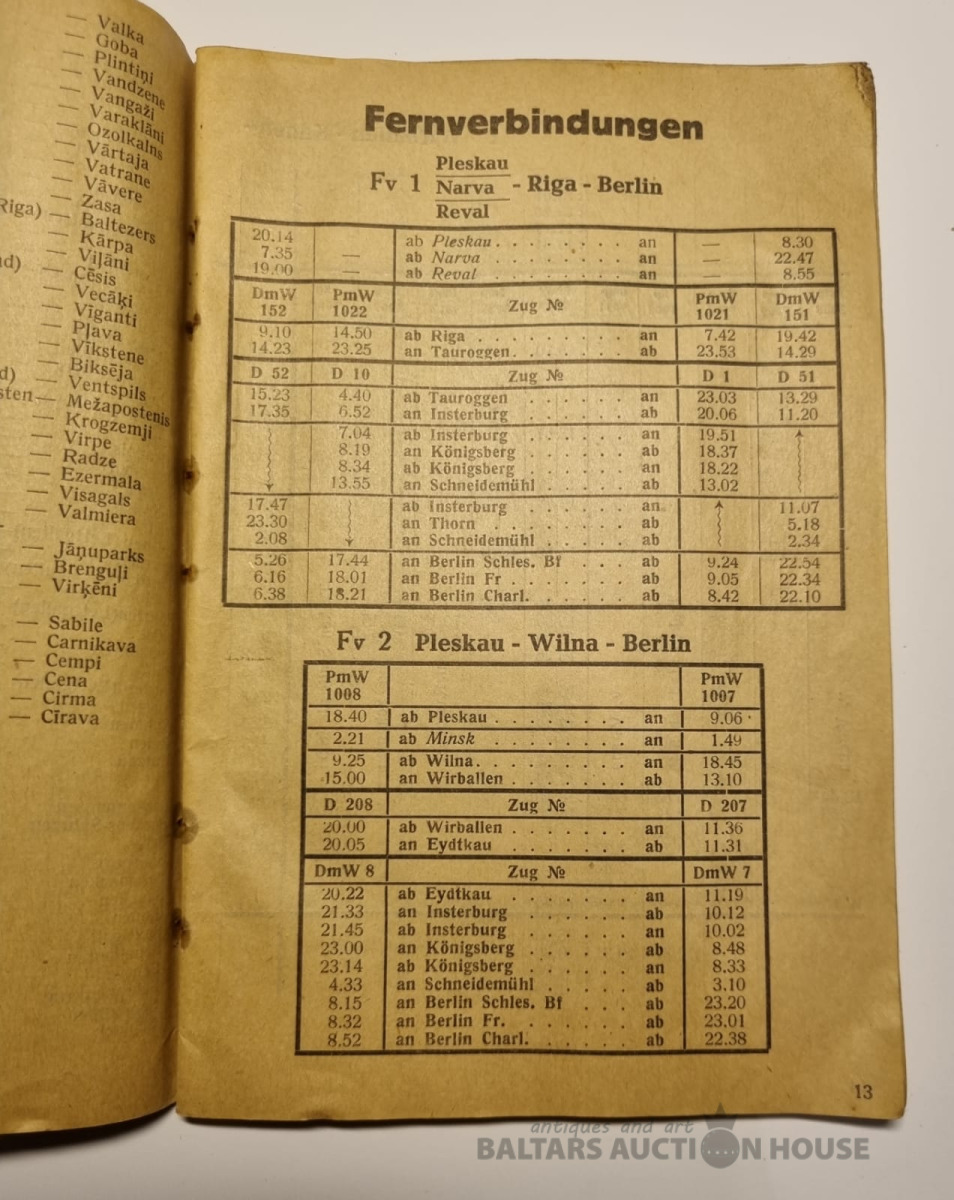 — Valka
— Goba
— Plintiņi
— Vandzene
— Vangaži
— Varakļāni
— Ozolkalns
— Vārtaja
— Vatrane
— Vāvere
— Zasa
Riga) — Baltezers
— Kārpa
— Viļāni
— Cēsis
— Vecāķi
— Vīganti
— Pļava
— Vīkstene
— Biksēja
— Ventspils
— Mežapostenis
— Krogzemji
— Virpe
— Radze
— Ezermala
— Visagals
— Valmiera
— Jāņuparks
— Brenguļi
— Virķēni
— Sabile
— Carnikava
— Cempi
— Cena
— Cirma
— Cīrava
Fernverbindungen
Fv 1 Pleskau Narva Reval - Riga - Berlin
20.14 ab Pleskau . . . . . . . . an — 8.30
7.35 — ab Narva . . . . . . . . an — 22.47
19.00 — ab Reval . . . . . . . . an — 8.55
DmW 152 PmW 1022 Zug № PmW 1021 DmW 151
9.10 14.50 ab Riga . . . . . . . . . an 7.42 19.42
14.23 23.25 an Tauroggen . . . . . . . ab 23.53 14.29
D 52 D 10 Zug № D 1 D 51
15.23 4.40 ab Tauroggen . . . . . . an 23.03 13.29
17.35 6.52 an Insterburg . . . . . . ab 20.06 11.20
7.04 ab Insterburg . . . . . . an 19.51
8.19 an Königsberg . . . . . . ab 18.37
8.34 ab Königsberg . . . . . . an 18.22
13.55 an Schneidemühl . . . . . ab 13.02
17.47 ab Insterburg . . . . . . an 11.07
23.30 an Thorn . . . . . . . . ab 5.18
2.08 an Schneidemühl . . . . . ab 2.34
5.26 17.44 an Berlin Schles. Bf . . . ab 9.24 22.54
6.16 18.01 an Berlin Fr . . . . . . . ab 9.05 22.34
6.38 18.21 an Berlin Charl. . . . . . ab 8.42 22.10
Fv 2 Pleskau - Wilna - Berlin
PmW 1008 PmW 1007
18.40 ab Pleskau . . . . . . . . an 9.06
2.21 ab Minsk . . . . . . . . an 1.49
9.25 ab Wilna. . . . . . . . . an 18.45
15.00 an Wirballen . . . . . . . ab 13.10
D 208 Zug № D 207
20.00 ab Wirballen . . . . . . . an 11.36
20.05 an Eydtkau . . . . . . . ab 11.31
DmW 8 Zug № DmW 7
20.22 ab Eydtkau . . . . . . . an 11.19
21.33 an Insterburg . . . . . . ab 10.12
21.45 ab Insterburg . . . . . . an 10.02
23.00 an Königsberg . . . . . . ab 8.48
23.14 ab Königsberg . . . . . . an 8.33
4.33 an Schneidemühl . . . . . ab 3.10
8.15 an Berlin Schles. Bf . . . ab 23.20
8.32 an Berlin Fr. . . . . . . ab 23.01
8.52 an Berlin Charl. . . . . . ab 22.38
13
antiques and art
BALTARS AUCTION HOUSE